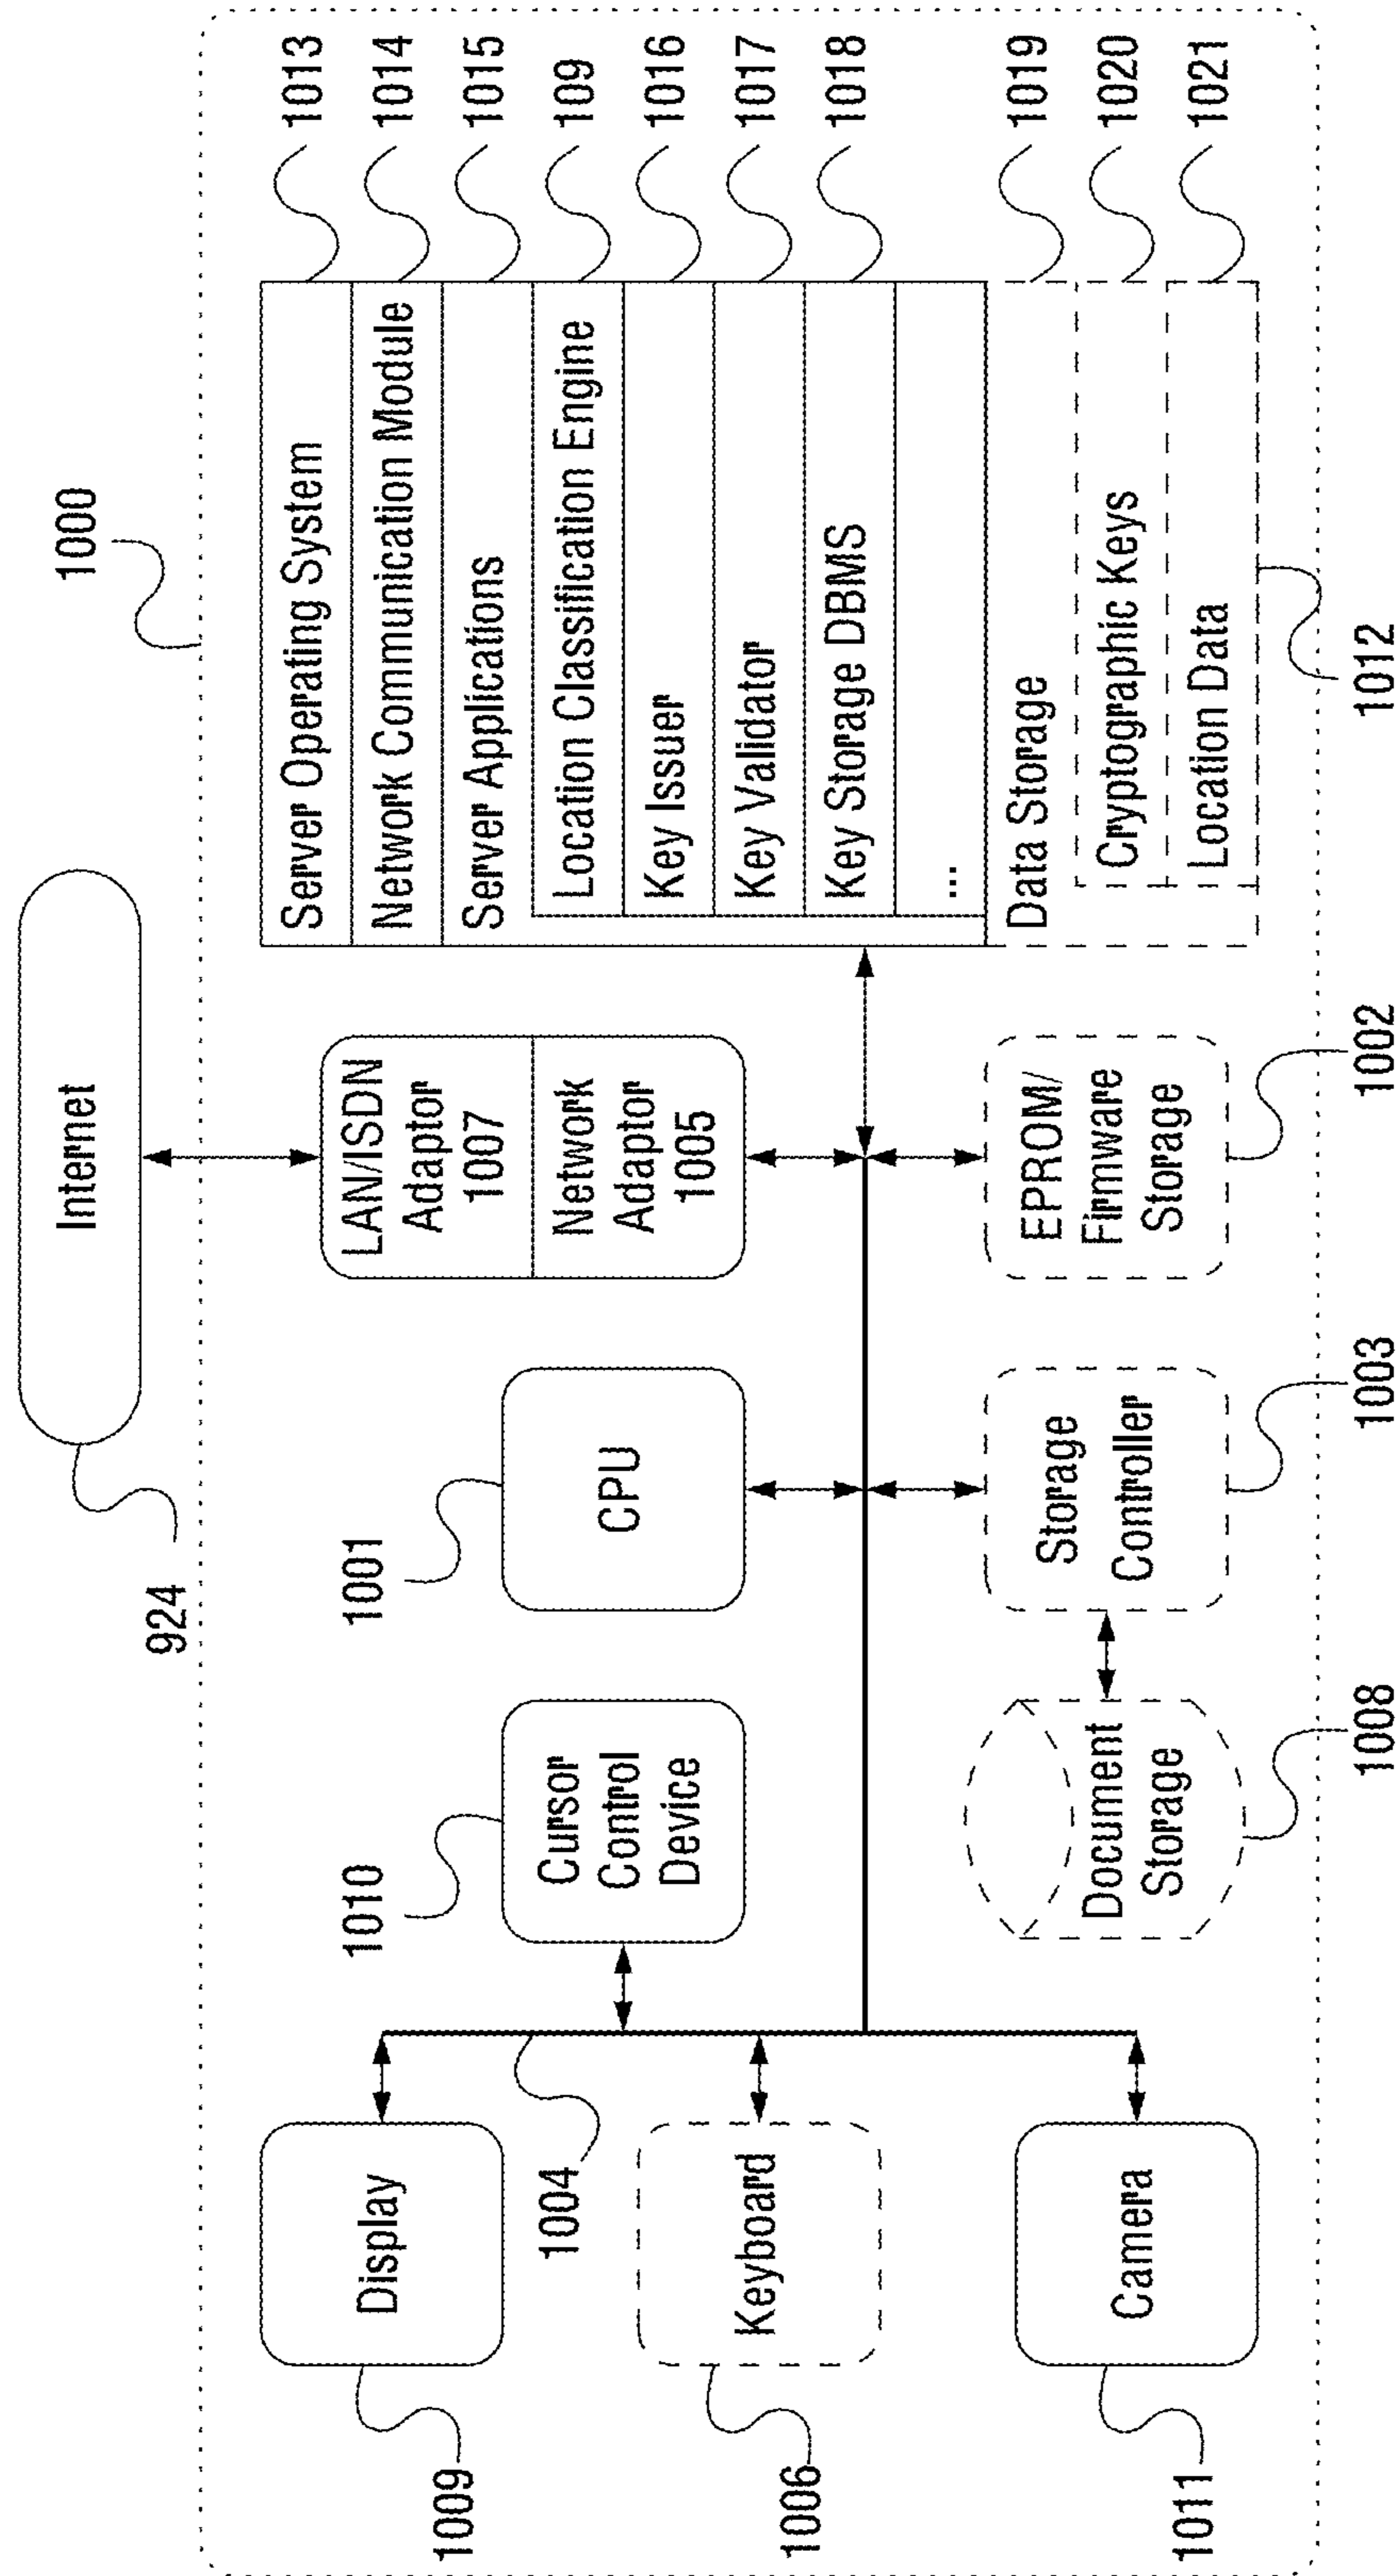 Internet
924
1000
Display
1009
Keyboard
1006
Camera
1011
1004
Cursor
Control
Device
1010
CPU
1001
LAN/ISDN
Adaptor
1007
Network
Adaptor
1005
Document
Storage
1008
Storage
Controller
1003
EPROM/
Firmware
Storage
1002
Server Operating System
1013
Network Communication Module
1014
Server Applications
1015
Location Classification Engine
109
Key Issuer
1016
Key Validator
1017
Key Storage DBMS
1018
...
Data Storage
1019
Cryptographic Keys
1020
Location Data
1021
1012